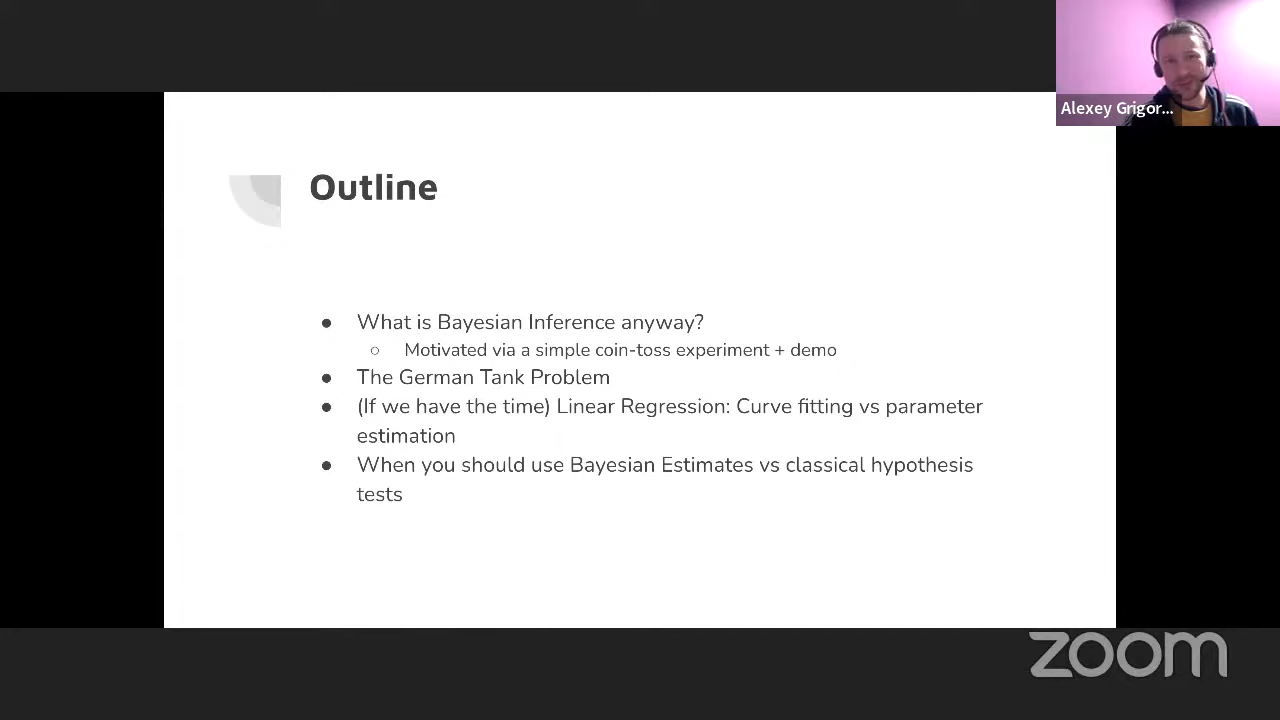 Alexey Grigor...
Outline
● What is Bayesian Inference anyway?
○ Motivated via a simple coin-toss experiment + demo
● The German Tank Problem
● (If we have the time) Linear Regression: Curve fitting vs parameter
estimation
● When you should use Bayesian Estimates vs classical hypothesis
tests
zoom